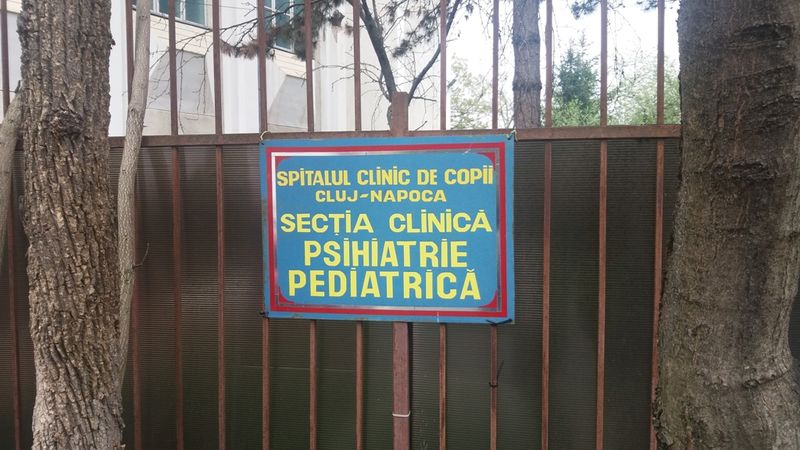 SPITALUL CLINIC DE COPII
CLUJ-NAPOCA
SECȚIA CLINICĂ
PSIHIATRIE
PEDIATRICĂ